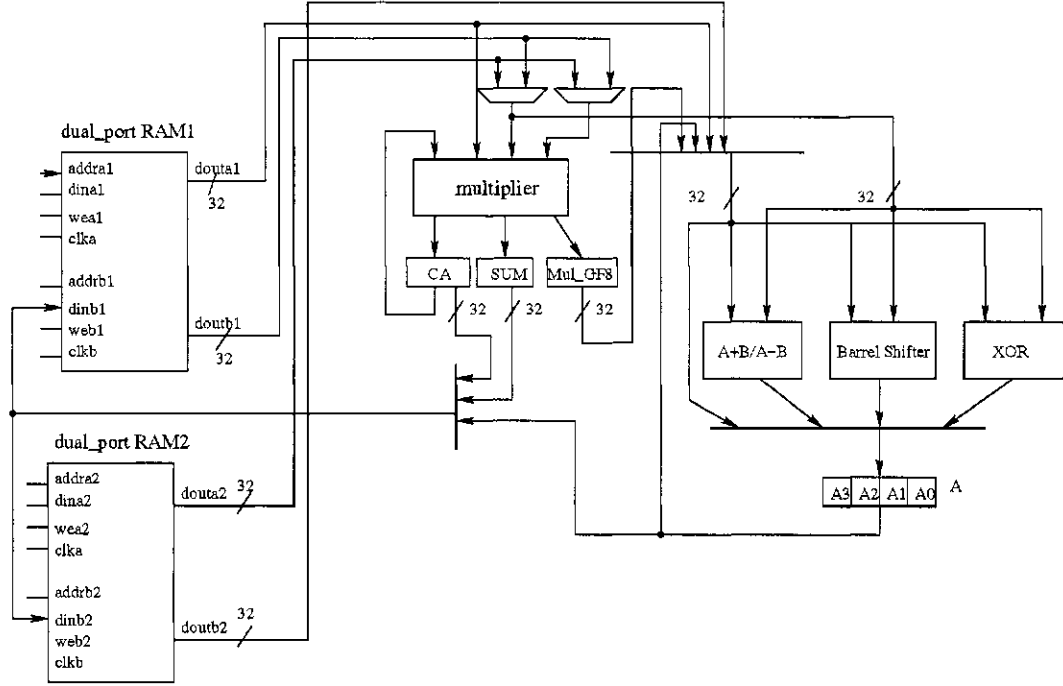 dual_port RAM1
addra1
dina1
wea1
clka
addrb1
dinb1
web1
clkb
douta1
32
doutb1
32
multiplier
CA
SUM
Mul_GF8
32
32
32
32
32
A+B/A-B
Barrel Shifter
XOR
A3
A2
A1
A0
A
dual_port RAM2
addra2
dina2
wea2
clka
addrb2
dinb2
web2
clkb
douta2
32
doutb2
32